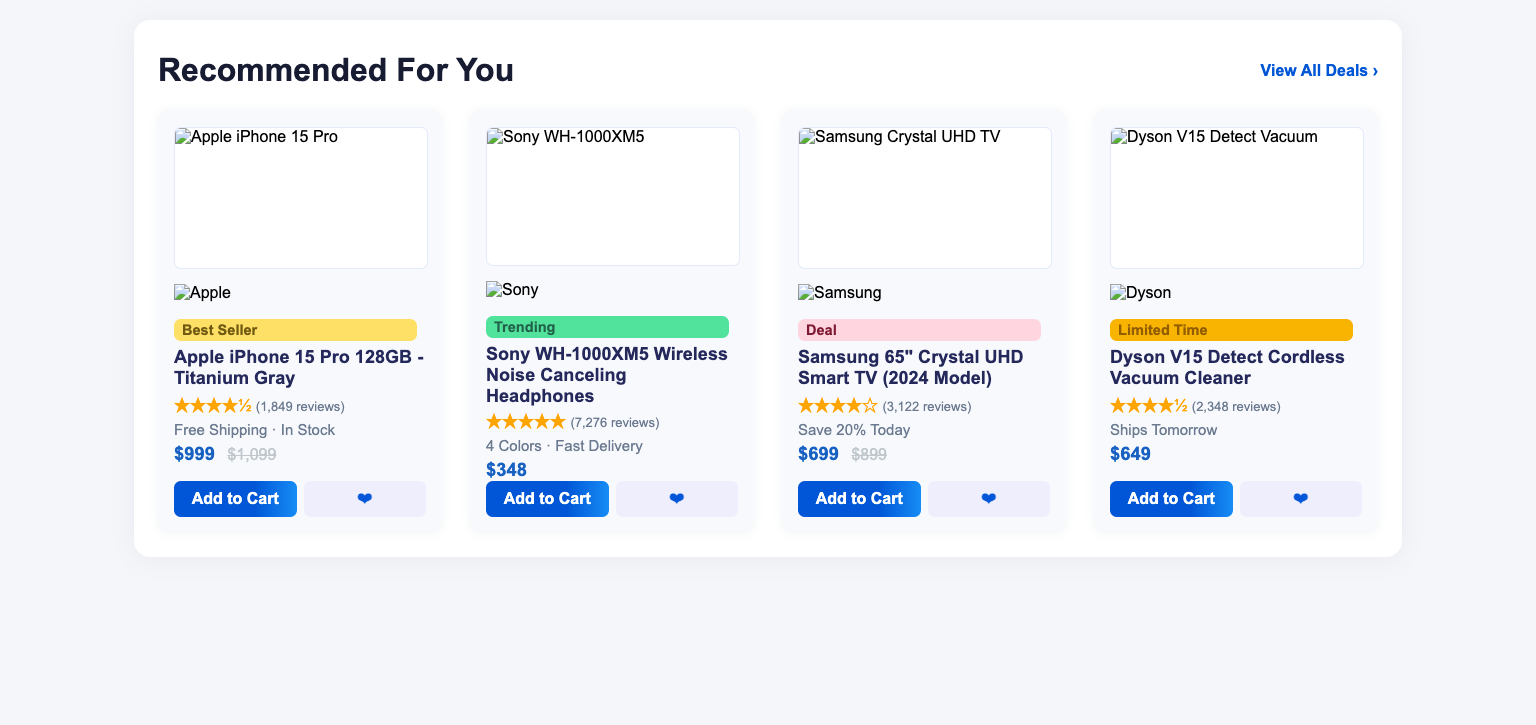 Recommended For You
View All Deals ›
Apple iPhone 15 Pro
Apple
Best Seller
Apple iPhone 15 Pro 128GB -
Titanium Gray
★★★★½ (1,849 reviews)
Free Shipping · In Stock
$999 $1,099
Add to Cart ❤
Sony WH-1000XM5
Sony
Trending
Sony WH-1000XM5 Wireless
Noise Canceling
Headphones
★★★★★ (7,276 reviews)
4 Colors · Fast Delivery
$348
Add to Cart ❤
Samsung Crystal UHD TV
Samsung
Deal
Samsung 65" Crystal UHD
Smart TV (2024 Model)
★★★★☆ (3,122 reviews)
Save 20% Today
$699 $899
Add to Cart ❤
Dyson V15 Detect Vacuum
Dyson
Limited Time
Dyson V15 Detect Cordless
Vacuum Cleaner
★★★★½ (2,348 reviews)
Ships Tomorrow
$649
Add to Cart ❤